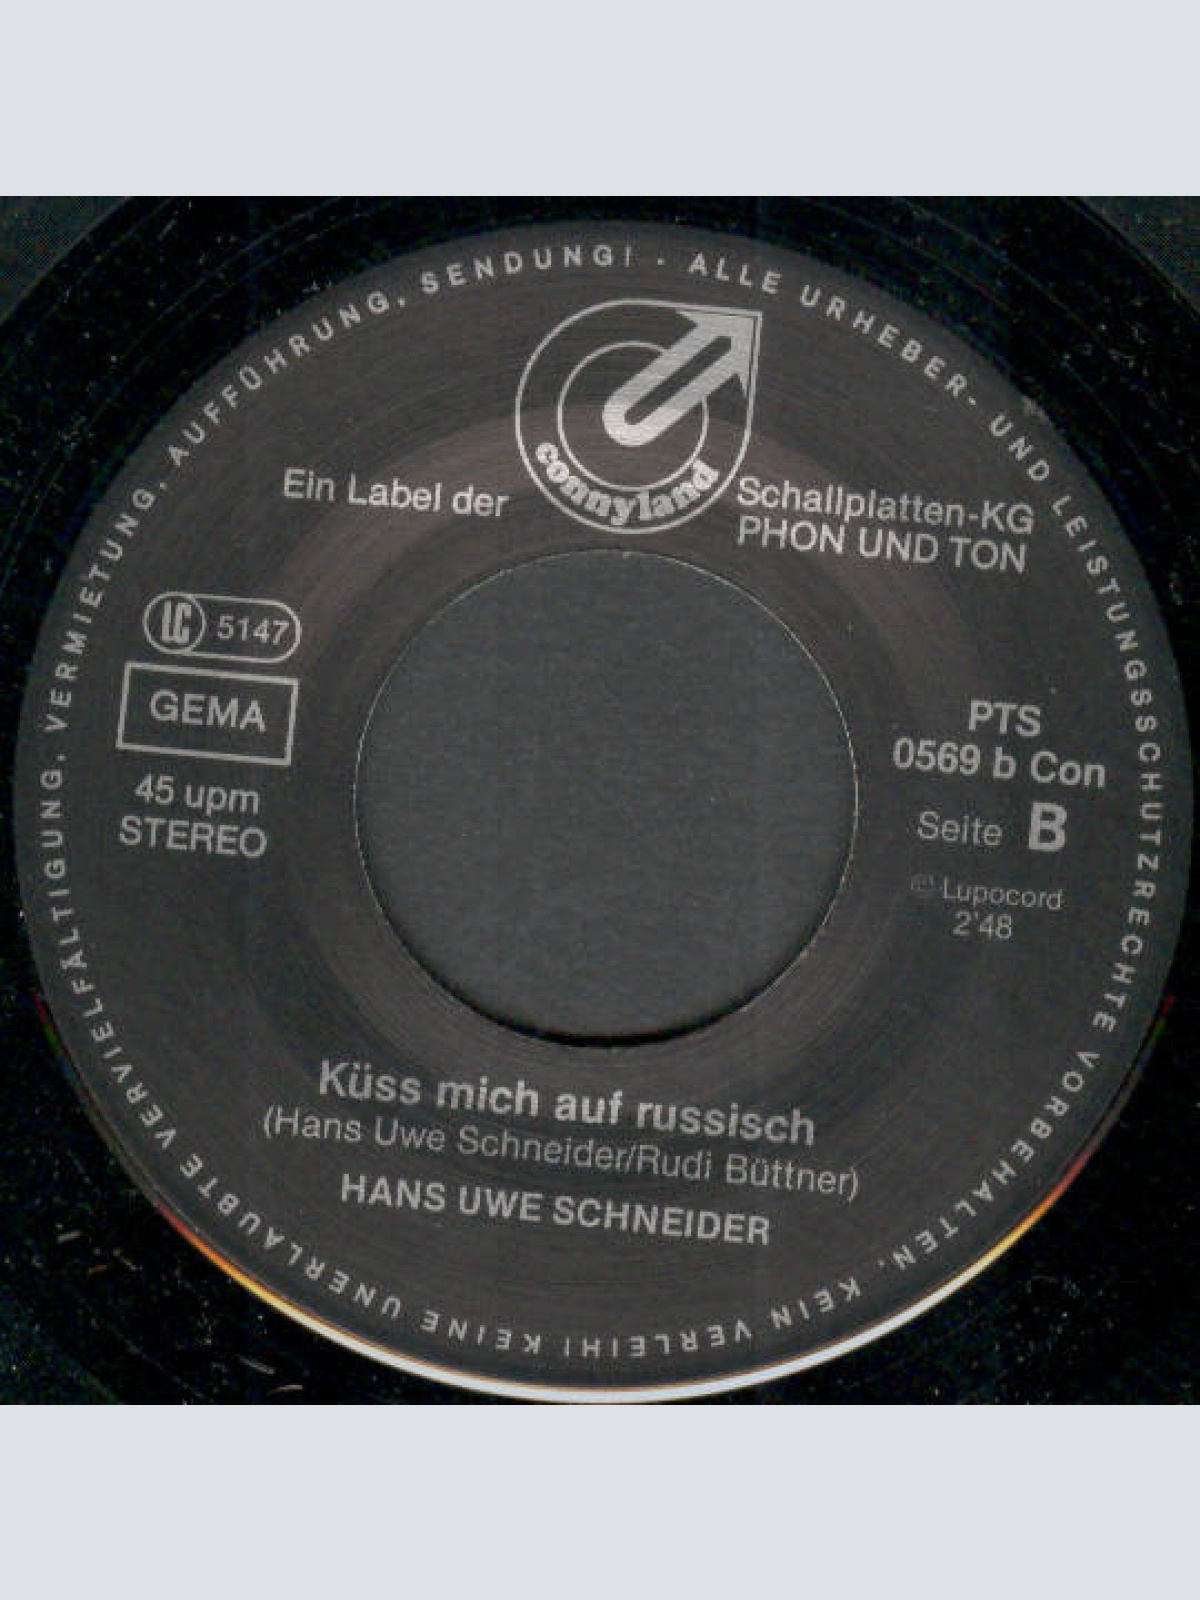 ALLE URHEBER- UND LEISTUNGSSCHUTZRECHTE VORBEHALTEN. KEIN VERLEIH! KEINE UNERLAUBTE VERVIELFÄLTIGUNG, VERMIETUNG, AUFFÜHRUNG, SENDUNG! ·
connyland
Ein Label der
Schallplatten-KG
PHON UND TON
LC 5147
GEMA
45 upm
STEREO
PTS
0569 b Con
Seite B
℗ Lupocord
2'48
Küss mich auf russisch
(Hans Uwe Schneider/Rudi Büttner)
HANS UWE SCHNEIDER